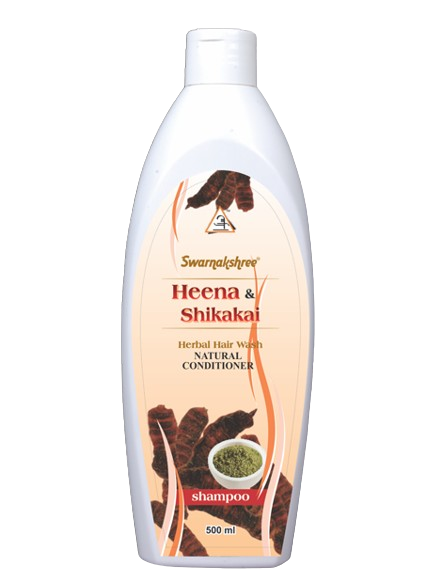 Swarnakshree®
Heena &
Shikakai
Herbal Hair Wash
NATURAL
CONDITIONER
shampoo
500 ml